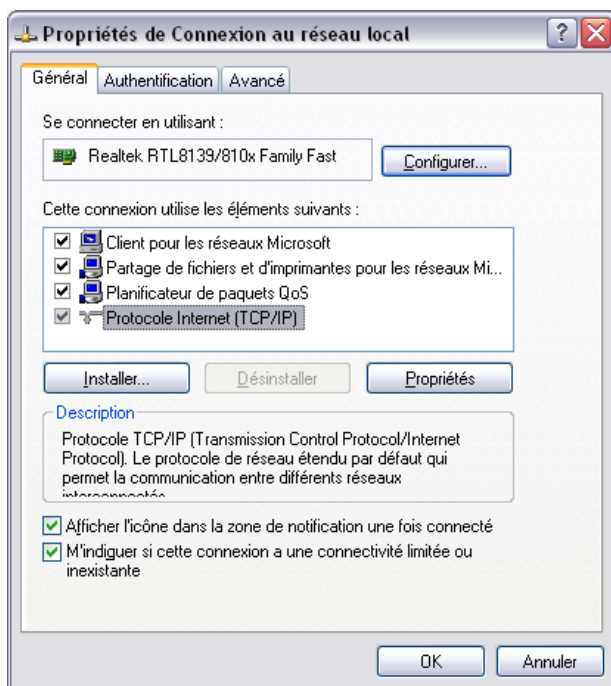 Propriétés de Connexion au réseau local
Général Authentification Avancé
Se connecter en utilisant :
Realtek RTL8139/810x Family Fast
Configurer...
Cette connexion utilise les éléments suivants :
Client pour les réseaux Microsoft
Partage de fichiers et d'imprimantes pour les réseaux Mi...
Planificateur de paquets QoS
Protocole Internet (TCP/IP)
Installer... Désinstaller Propriétés
Description
Protocole TCP/IP (Transmission Control Protocol/Internet
Protocol). Le protocole de réseau étendu par défaut qui
permet la communication entre différents réseaux
interconnectés.
Afficher l'icône dans la zone de notification une fois connecté
M'indiquer si cette connexion a une connectivité limitée ou
inexistante
OK Annuler